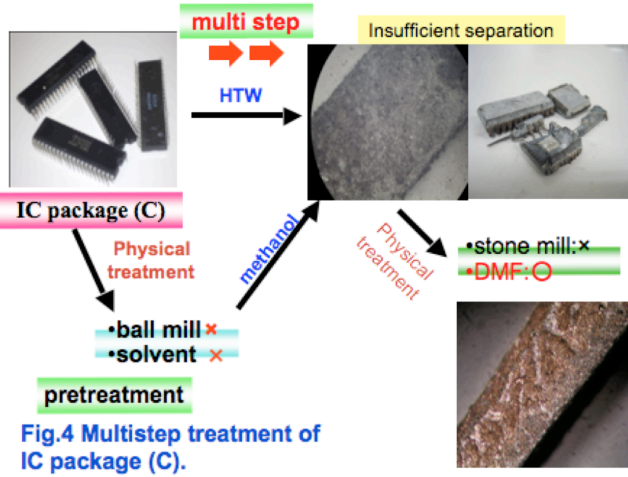 multi step
Insufficient separation
HTW
IC package (C)
Physical
treatment
methanol
Physical
treatment
•stone mill:×
•DMF:〇
•ball mill×
•solvent ×
pretreatment
Fig.4 Multistep treatment of
IC package (C).